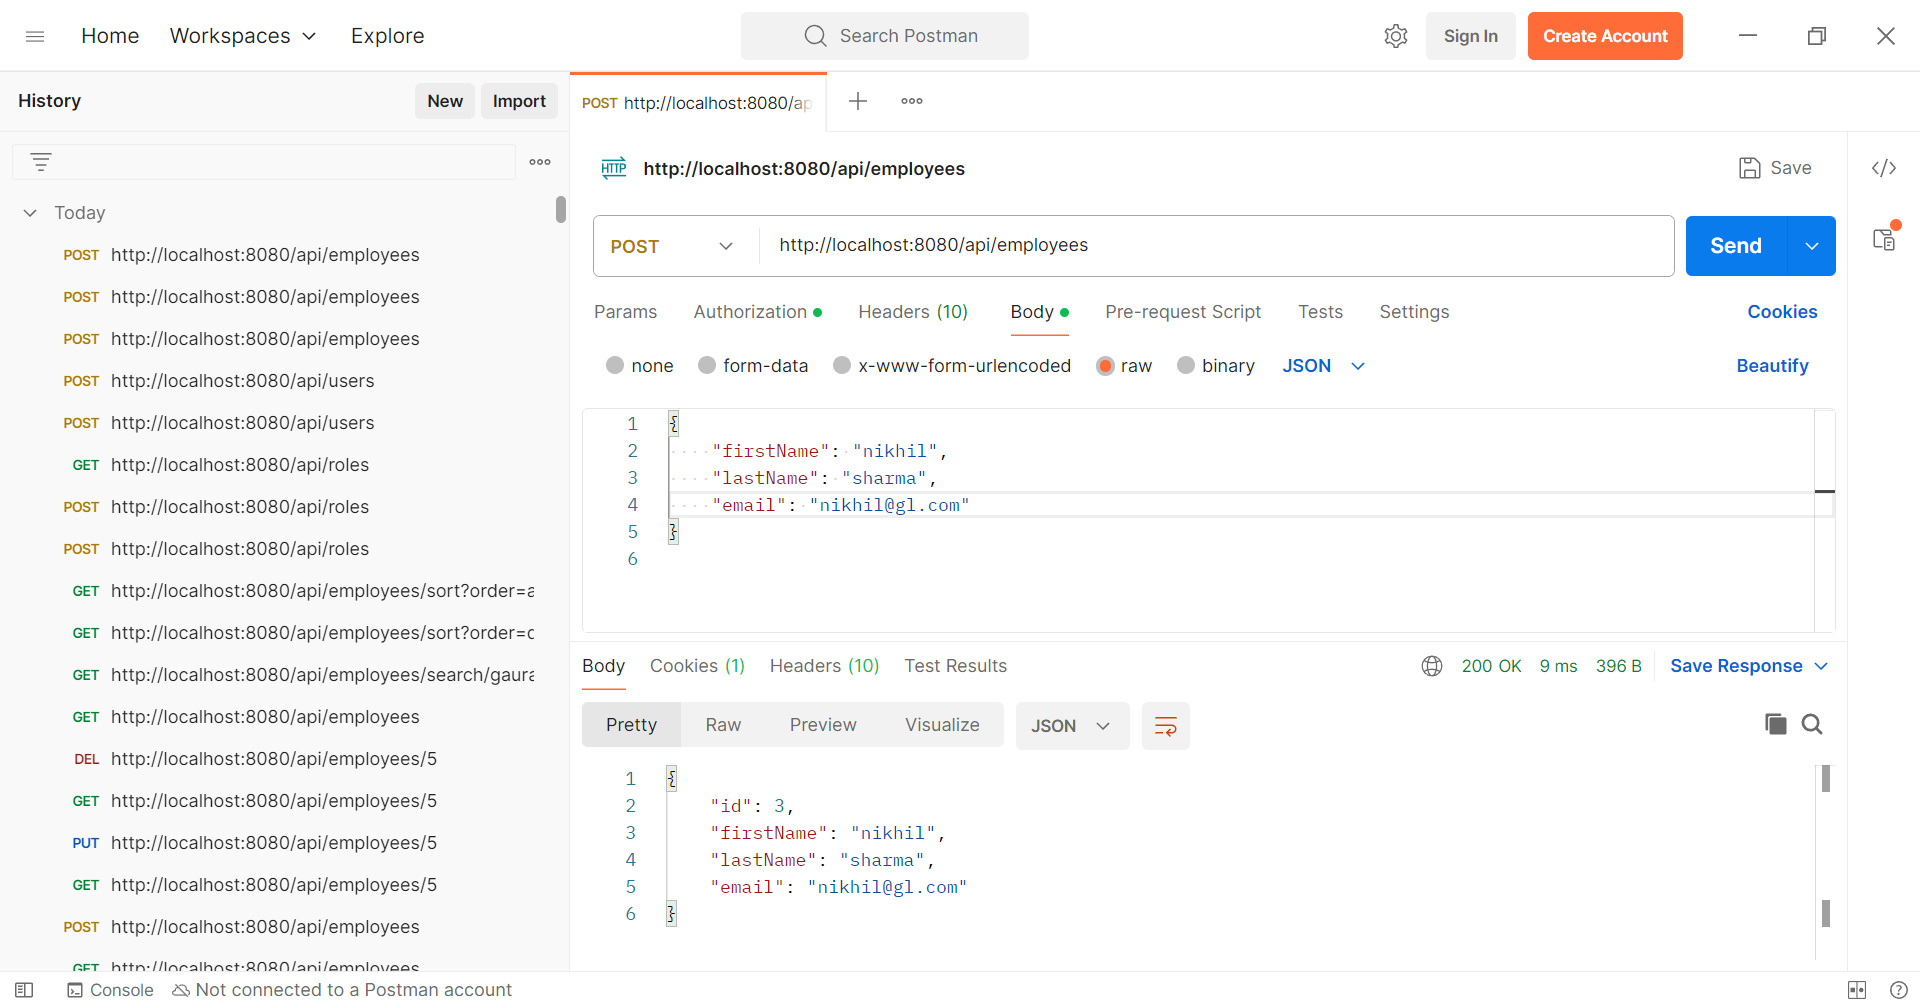 Home Workspaces Explore Search Postman Sign In Create Account
History New Import
POST http://localhost:8080/ap
HTTP http://localhost:8080/api/employees Save
Today
POST http://localhost:8080/api/employees
POST http://localhost:8080/api/employees
POST http://localhost:8080/api/employees
POST http://localhost:8080/api/users
POST http://localhost:8080/api/users
GET http://localhost:8080/api/roles
POST http://localhost:8080/api/roles
POST http://localhost:8080/api/roles
GET http://localhost:8080/api/employees/sort?order=a
GET http://localhost:8080/api/employees/sort?order=d
GET http://localhost:8080/api/employees/search/gaura
GET http://localhost:8080/api/employees
DEL http://localhost:8080/api/employees/5
GET http://localhost:8080/api/employees/5
PUT http://localhost:8080/api/employees/5
GET http://localhost:8080/api/employees/5
POST http://localhost:8080/api/employees
GET http://localhost:8080/api/employees
POST http://localhost:8080/api/employees Send
Params Authorization Headers (10) Body Pre-request Script Tests Settings Cookies
none form-data x-www-form-urlencoded raw binary JSON Beautify
1 {
2 "firstName": "nikhil",
3 "lastName": "sharma",
4 "email": "nikhil@gl.com"
5 }
6
Body Cookies (1) Headers (10) Test Results 200 OK 9 ms 396 B Save Response
Pretty Raw Preview Visualize JSON
1 {
2 "id": 3,
3 "firstName": "nikhil",
4 "lastName": "sharma",
5 "email": "nikhil@gl.com"
6 }
Console Not connected to a Postman account